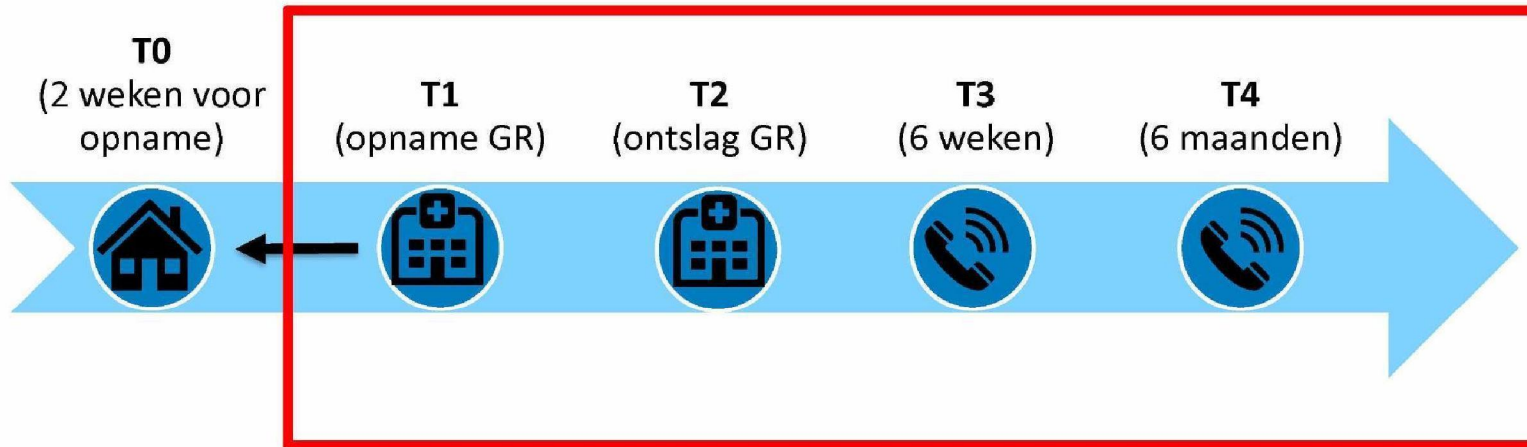 T0
(2 weken voor
opname)
T1
(opname GR)
T2
(ontslag GR)
T3
(6 weken)
T4
(6 maanden)